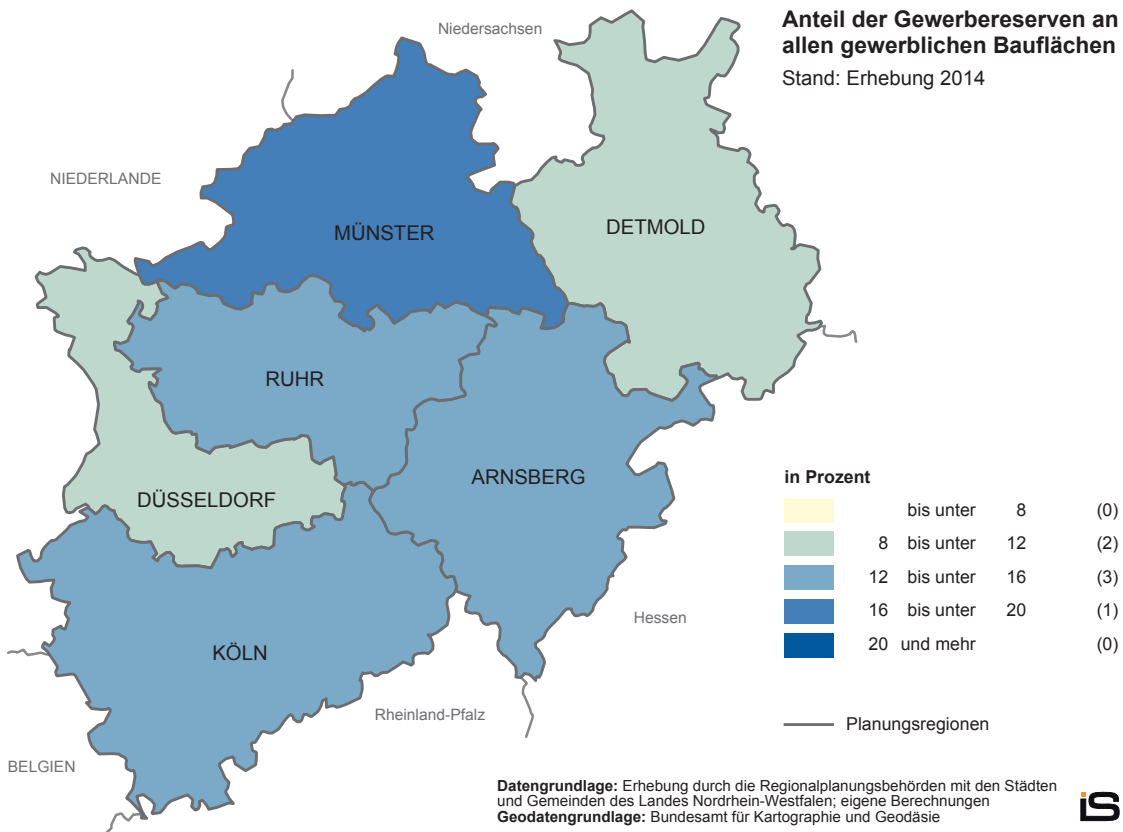 Anteil der Gewerbereserven an
allen gewerblichen Bauflächen
Stand: Erhebung 2014
Niedersachsen
NIEDERLANDE
MÜNSTER
DETMOLD
RUHR
ARNSBERG
DÜSSELDORF
KÖLN
Hessen
Rheinland-Pfalz
BELGIEN
in Prozent
bis unter 8 (0)
8 bis unter 12 (2)
12 bis unter 16 (3)
16 bis unter 20 (1)
20 und mehr (0)
Planungsregionen
Datengrundlage: Erhebung durch die Regionalplanungsbehörden mit den Städten
und Gemeinden des Landes Nordrhein-Westfalen; eigene Berechnungen
Geodatengrundlage: Bundesamt für Kartographie und Geodäsie
is